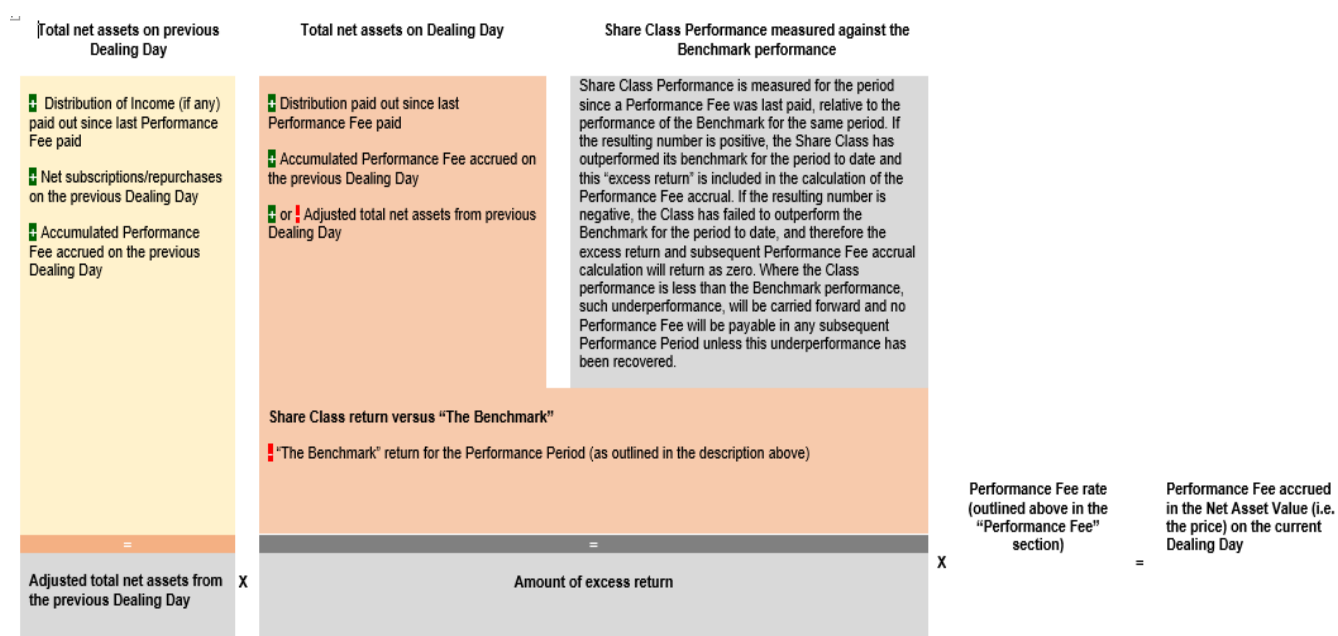 Total net assets on previous
Dealing Day
Total net assets on Dealing Day
Share Class Performance measured against the
Benchmark performance
+ Distribution of Income (if any)
paid out since last Performance
Fee paid
+ Net subscriptions/repurchases
on the previous Dealing Day
+ Accumulated Performance
Fee accrued on the previous
Dealing Day
+ Distribution paid out since last
Performance Fee paid
+ Accumulated Performance Fee accrued on
the previous Dealing Day
+ or ! Adjusted total net assets from previous
Dealing Day
Share Class Performance is measured for the period
since a Performance Fee was last paid, relative to the
performance of the Benchmark for the same period. If
the resulting number is positive, the Share Class has
outperformed its benchmark for the period to date and
this “excess return” is included in the calculation of the
Performance Fee accrual. If the resulting number is
negative, the Class has failed to outperform the
Benchmark for the period to date, and therefore the
excess return and subsequent Performance Fee accrual
calculation will return as zero. Where the Class
performance is less than the Benchmark performance,
such underperformance, will be carried forward and no
Performance Fee will be payable in any subsequent
Performance Period unless this underperformance has
been recovered.
Share Class return versus “The Benchmark”
! “The Benchmark” return for the Performance Period (as outlined in the description above)
=
=
Adjusted total net assets from
the previous Dealing Day
X
Amount of excess return
X
Performance Fee rate
(outlined above in the
“Performance Fee”
section)
=
Performance Fee accrued
in the Net Asset Value (i.e.
the price) on the current
Dealing Day